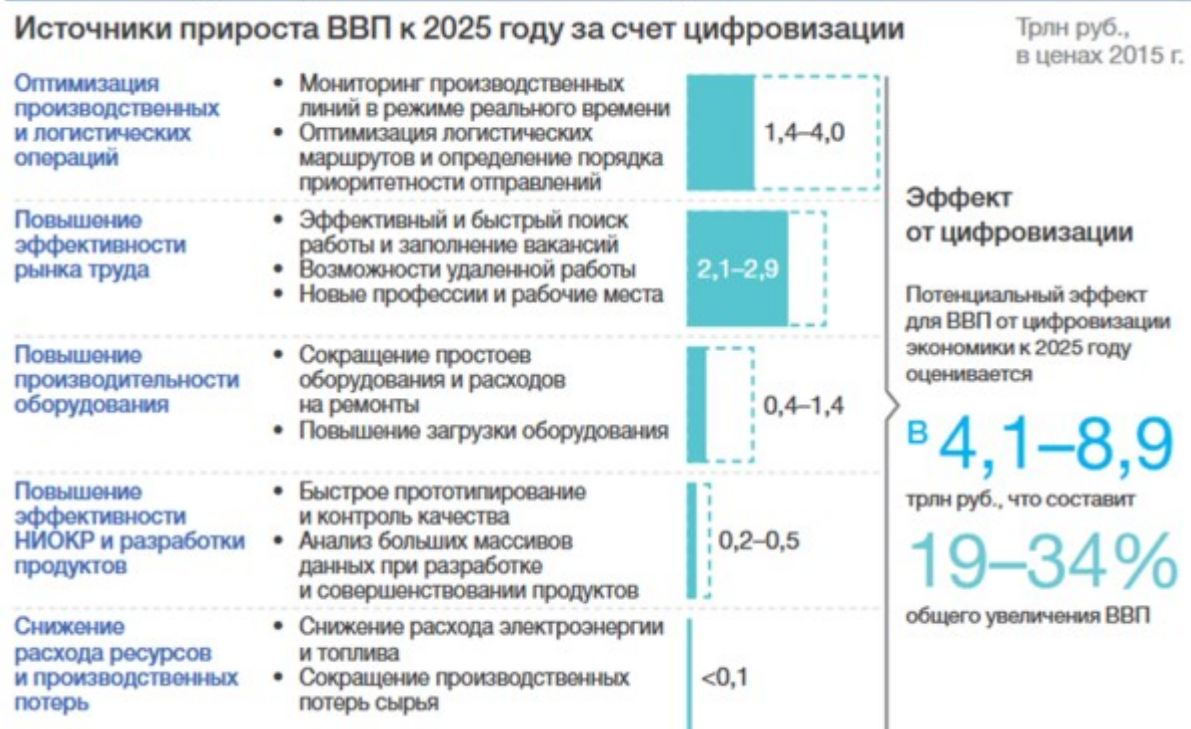 Источники прироста ВВП к 2025 году за счет цифровизации
Трлн руб.,
в ценах 2015 г.
Оптимизация
производственных
и логистических
операций
• Мониторинг производственных
линий в режиме реального времени
• Оптимизация логистических
маршрутов и определение порядка
приоритетности отправлений
1,4–4,0
Повышение
эффективности
рынка труда
• Эффективный и быстрый поиск
работы и заполнение вакансий
• Возможности удаленной работы
• Новые профессии и рабочие места
2,1–2,9
Повышение
производительности
оборудования
• Сокращение простоев
оборудования и расходов
на ремонты
• Повышение загрузки оборудования
0,4–1,4
Повышение
эффективности
НИОКР и разработки
продуктов
• Быстрое прототипирование
и контроль качества
• Анализ больших массивов
данных при разработке
и совершенствовании продуктов
0,2–0,5
Снижение
расхода ресурсов
и производственных
потерь
• Снижение расхода электроэнергии
и топлива
• Сокращение производственных
потерь сырья
<0,1
Эффект
от цифровизации
Потенциальный эффект
для ВВП от цифровизации
экономики к 2025 году
оценивается
в 4,1–8,9
трлн руб., что составит
19–34%
общего увеличения ВВП